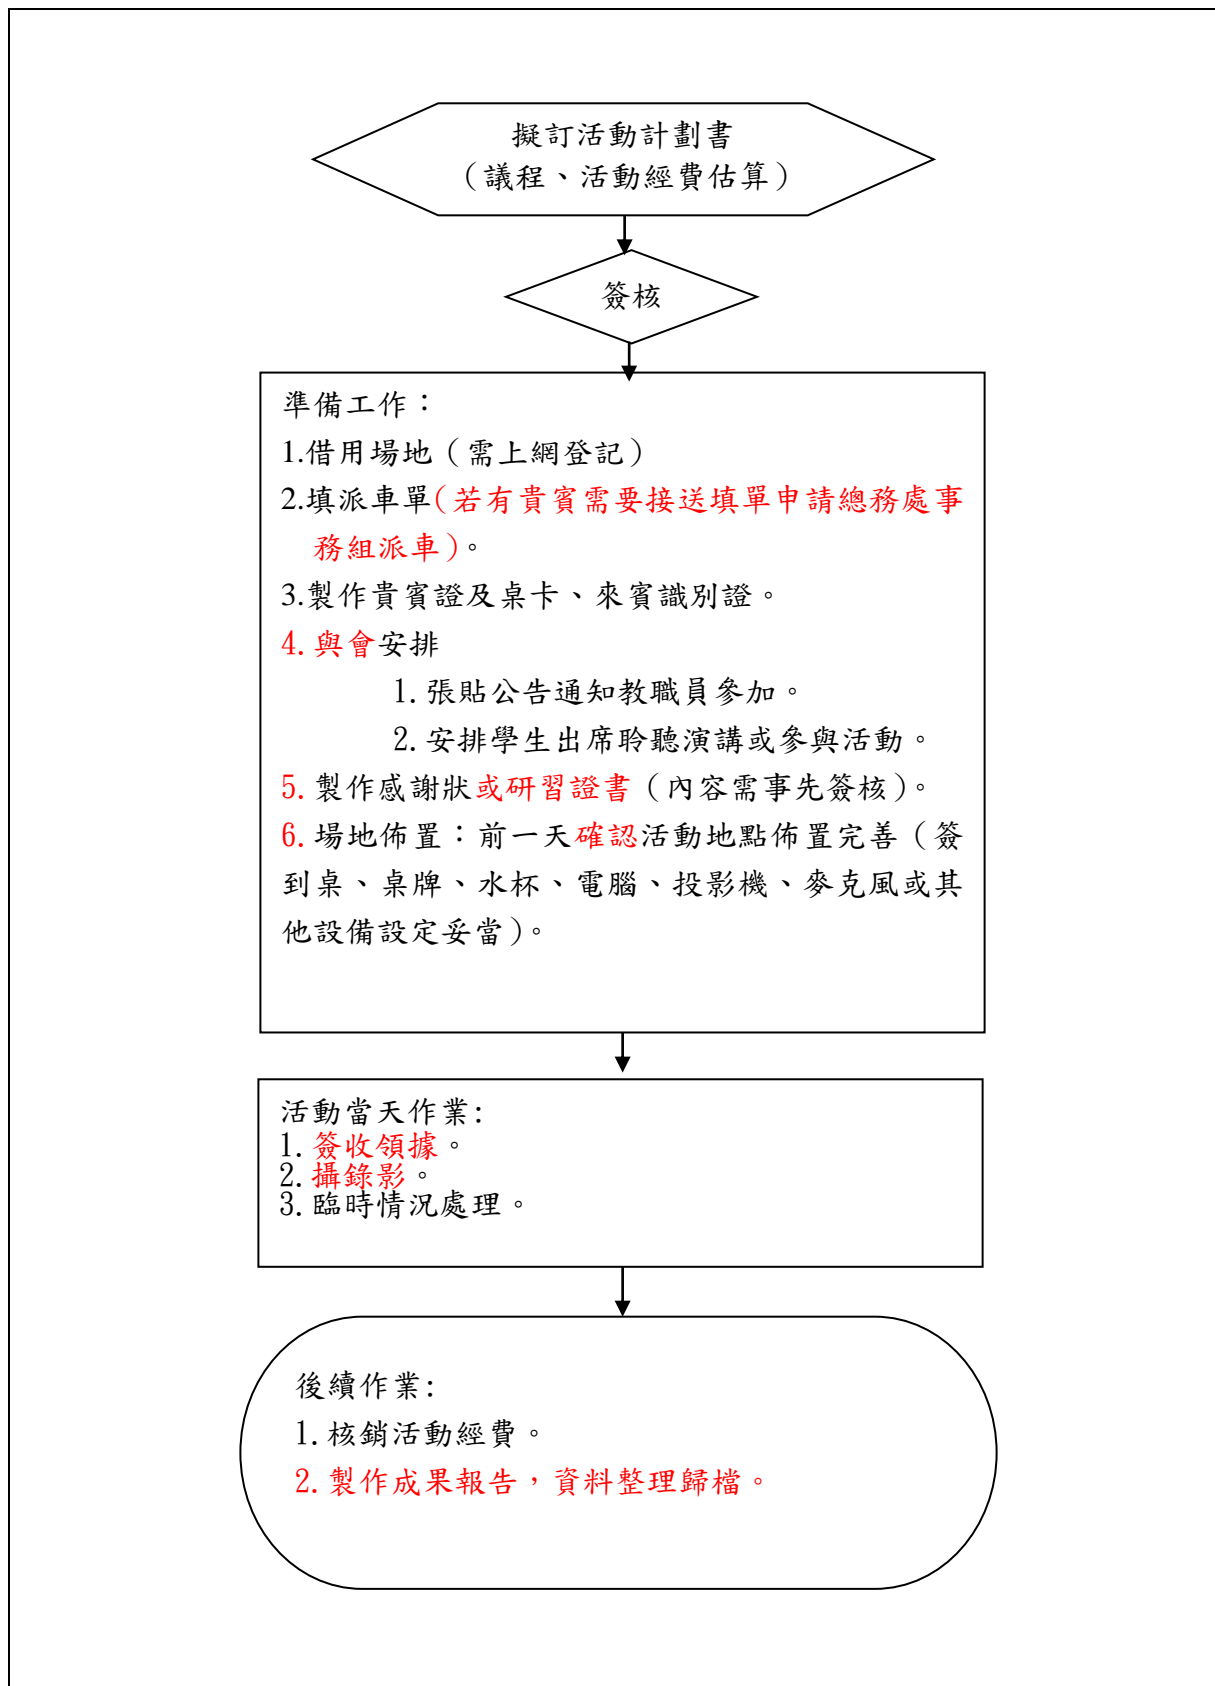 擬訂活動計劃書
（議程、活動經費估算）
簽核
準備工作：
1.借用場地（需上網登記）
2.填派車單(若有貴賓需要接送填單申請總務處事
務組派車)。
3.製作貴賓證及桌卡、來賓識別證。
4.與會安排
1.張貼公告通知教職員參加。
2.安排學生出席聆聽演講或參與活動。
5.製作感謝狀或研習證書（內容需事先簽核）。
6.場地佈置：前一天確認活動地點佈置完善（簽
到桌、桌牌、水杯、電腦、投影機、麥克風或其
他設備設定妥當）。
活動當天作業:
1.簽收領據。
2.攝錄影。
3.臨時情況處理。
後續作業:
1.核銷活動經費。
2.製作成果報告，資料整理歸檔。